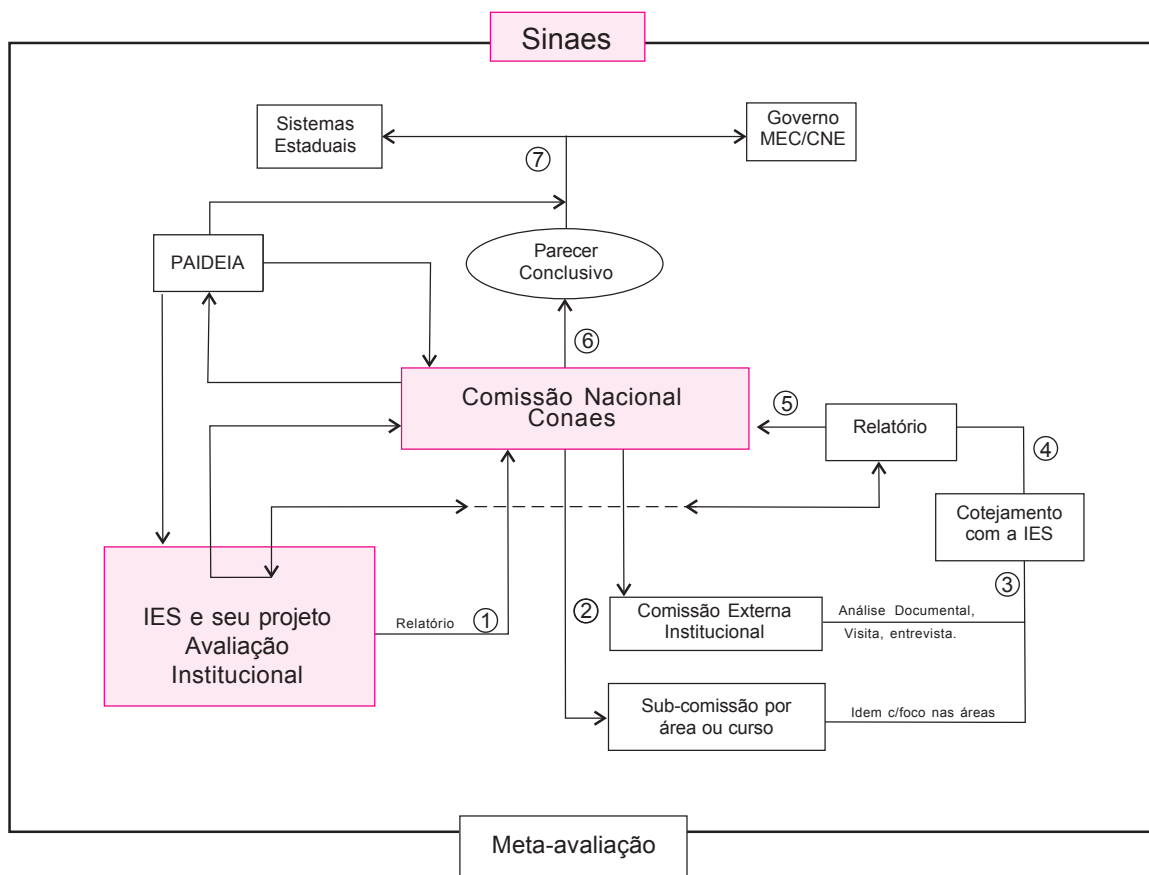 Sinaes
Sistemas
Estaduais
Governo
MEC/CNE
⑦
PAIDEIA
Parecer
Conclusivo
⑥
Comissão Nacional
Conaes
⑤
Relatório
④
Cotejamento
com a IES
③
IES e seu projeto
Avaliação
Institucional
Relatório
①
②
Comissão Externa
Institucional
Análise Documental,
Visita, entrevista.
Sub-comissão por
área ou curso
Idem c/foco nas áreas
Meta-avaliação